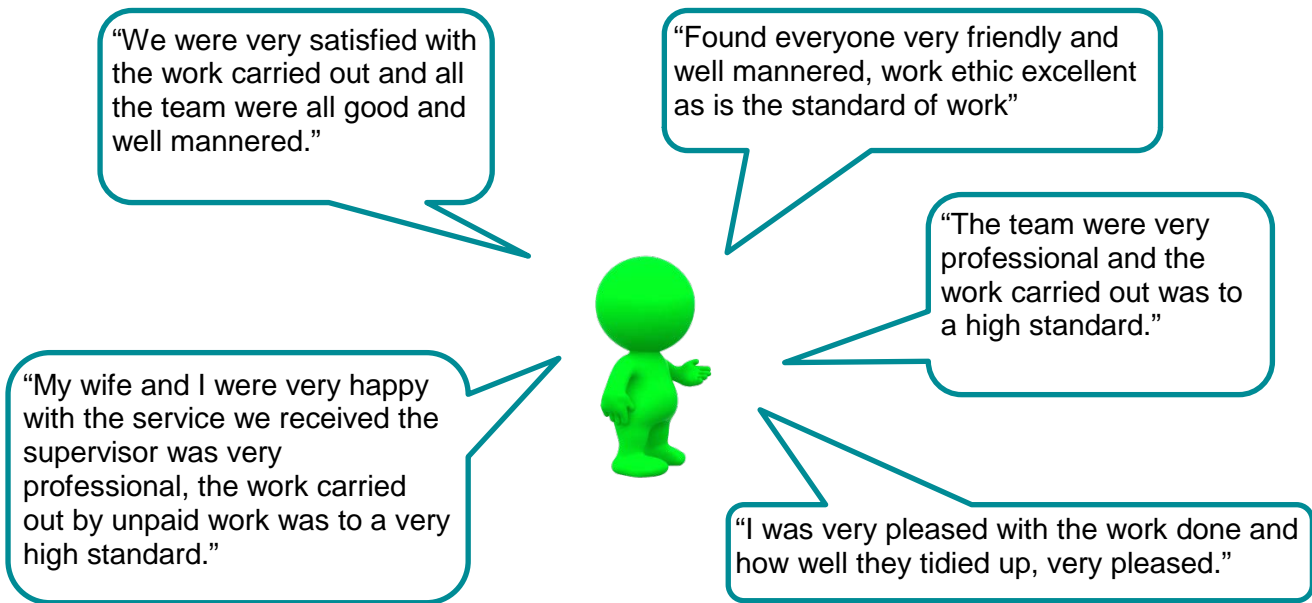 “We were very satisfied with
the work carried out and all
the team were all good and
well mannered.”
“Found everyone very friendly and
well mannered, work ethic excellent
as is the standard of work”
“The team were very
professional and the
work carried out was to
a high standard.”
“My wife and I were very happy
with the service we received the
supervisor was very
professional, the work carried
out by unpaid work was to a very
high standard.”
“I was very pleased with the work done and
how well they tidied up, very pleased.”